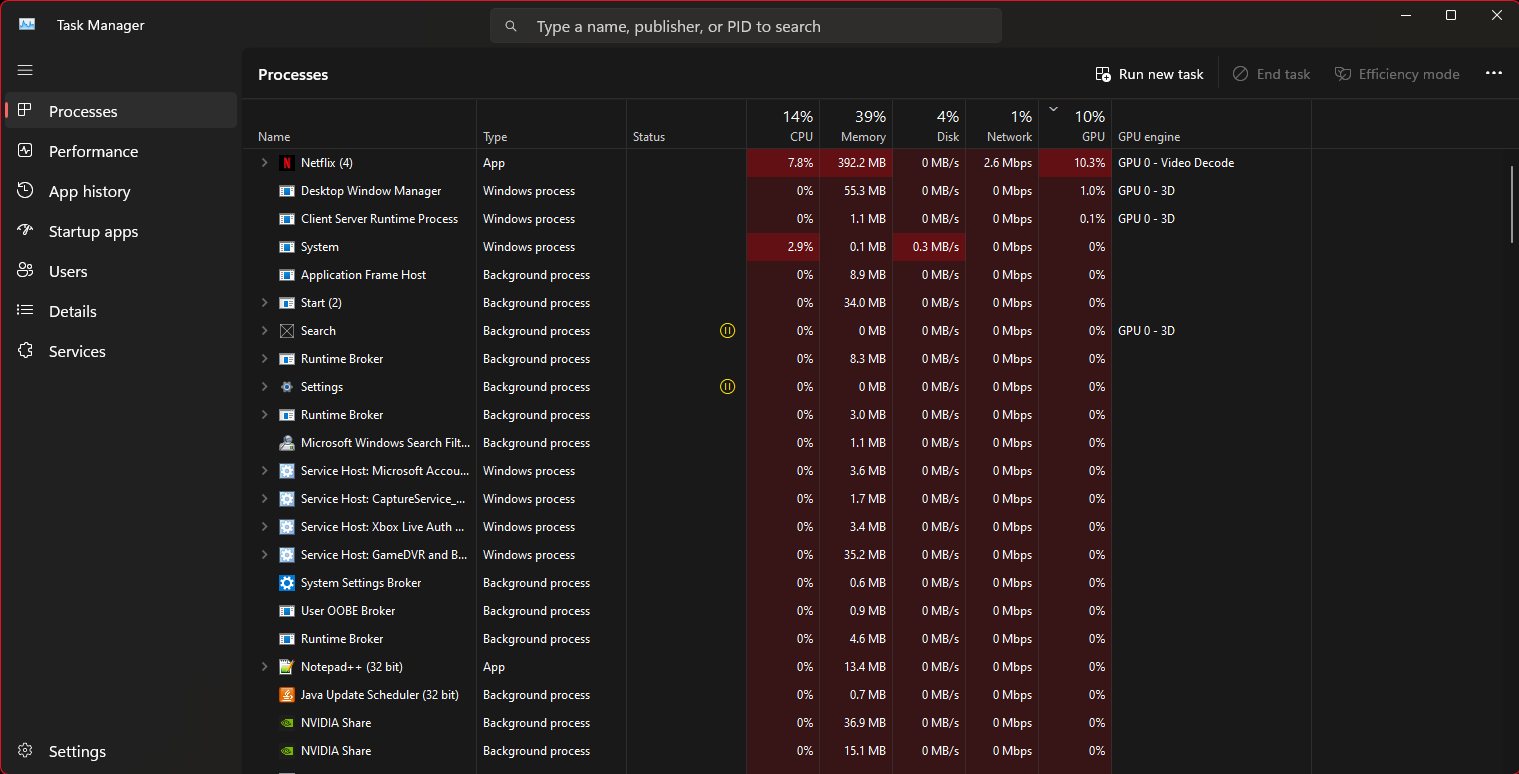 Task Manager
Type a name, publisher, or PID to search
Processes
Run new task
End task
Efficiency mode
Processes
Performance
App history
Startup apps
Users
Details
Services
Settings
14% 39% 4% 1% 10%
Name Type Status CPU Memory Disk Network GPU GPU engine
Netflix (4) App 7.8% 392.2 MB 0 MB/s 2.6 Mbps 10.3% GPU 0 - Video Decode
Desktop Window Manager Windows process 0% 55.3 MB 0 MB/s 0 Mbps 1.0% GPU 0 - 3D
Client Server Runtime Process Windows process 0% 1.1 MB 0 MB/s 0 Mbps 0.1% GPU 0 - 3D
System Windows process 2.9% 0.1 MB 0.3 MB/s 0 Mbps 0%
Application Frame Host Background process 0% 8.9 MB 0 MB/s 0 Mbps 0%
Start (2) Background process 0% 34.0 MB 0 MB/s 0 Mbps 0%
Search Background process 0% 0 MB 0 MB/s 0 Mbps 0% GPU 0 - 3D
Runtime Broker Background process 0% 8.3 MB 0 MB/s 0 Mbps 0%
Settings Background process 0% 0 MB 0 MB/s 0 Mbps 0%
Runtime Broker Background process 0% 3.0 MB 0 MB/s 0 Mbps 0%
Microsoft Windows Search Filt... Background process 0% 1.1 MB 0 MB/s 0 Mbps 0%
Service Host: Microsoft Accou... Windows process 0% 3.6 MB 0 MB/s 0 Mbps 0%
Service Host: CaptureService_... Windows process 0% 1.7 MB 0 MB/s 0 Mbps 0%
Service Host: Xbox Live Auth ... Windows process 0% 3.4 MB 0 MB/s 0 Mbps 0%
Service Host: GameDVR and B... Windows process 0% 35.2 MB 0 MB/s 0 Mbps 0%
System Settings Broker Background process 0% 0.6 MB 0 MB/s 0 Mbps 0%
User OOBE Broker Background process 0% 0.9 MB 0 MB/s 0 Mbps 0%
Runtime Broker Background process 0% 4.6 MB 0 MB/s 0 Mbps 0%
Notepad++ (32 bit) App 0% 13.4 MB 0 MB/s 0 Mbps 0%
Java Update Scheduler (32 bit) Background process 0% 0.7 MB 0 MB/s 0 Mbps 0%
NVIDIA Share Background process 0% 36.9 MB 0 MB/s 0 Mbps 0%
NVIDIA Share Background process 0% 15.1 MB 0 MB/s 0 Mbps 0%